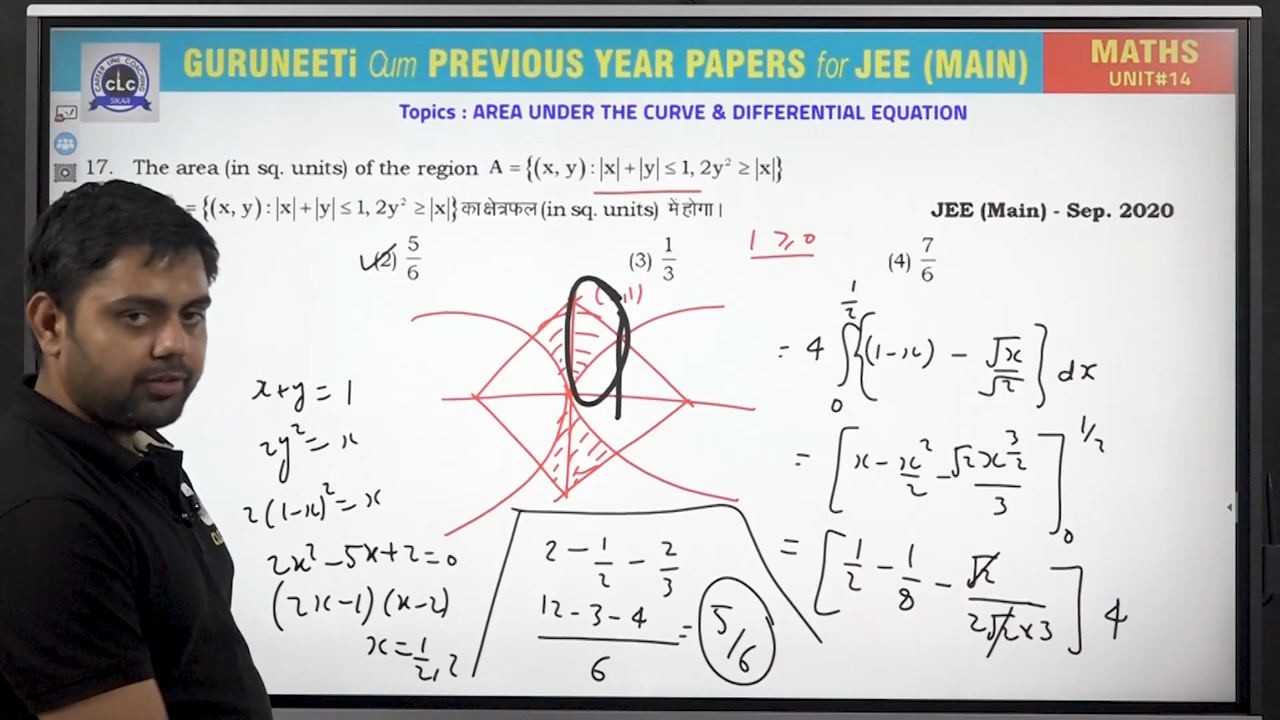 GURUNEETi Cum PREVIOUS YEAR PAPERS for JEE (MAIN)
MATHS
UNIT#14
CAREER LINE COACHING
CLC
SIKAR
Topics : AREA UNDER THE CURVE & DIFFERENTIAL EQUATION
17. The area (in sq. units) of the region A = {(x, y) : |x| + |y| ≤ 1, 2y² ≥ |x|}
= {(x, y) : |x| + |y| ≤ 1, 2y² ≥ |x|} का क्षेत्रफल (in sq. units) में होगा।
JEE (Main) - Sep. 2020
(2) 5/6
(3) 1/3
1 ≥ 0
(4) 7/6
x + y = 1
2y² = x
2(1-x)² = x
2x² - 5x + 2 = 0
(2x-1)(x-2)
x = 1/2, 2
= 4 ∫₀^{1/2} {(1-x) - √x/√2} dx
= [x - x²/2 - √2 x^{3/2}/3]₀^{1/2}
= [1/2 - 1/8 - √2/(2√2×3)] 4
2 - 1/2 - 2/3
(12-3-4)/6 = 5/6